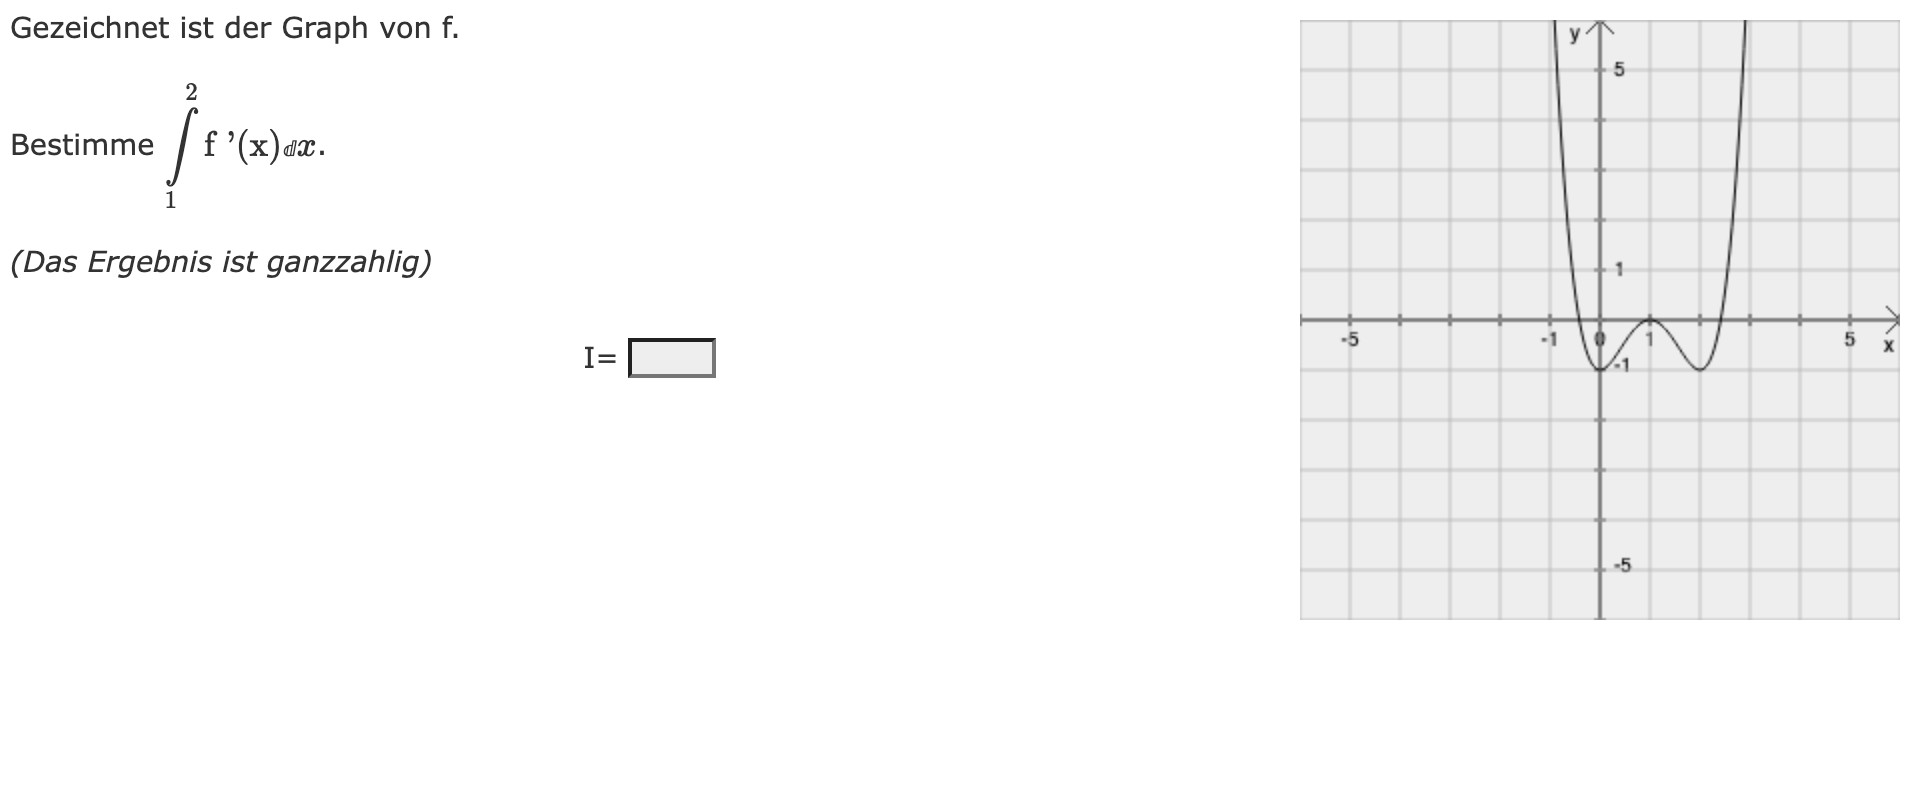 Gezeichnet ist der Graph von f.
2
Bestimme ∫ f ’(x)ⅆx.
1
(Das Ergebnis ist ganzzahlig)
I=
y
5
1
-5 -1 0 1 5 x
-1
-5